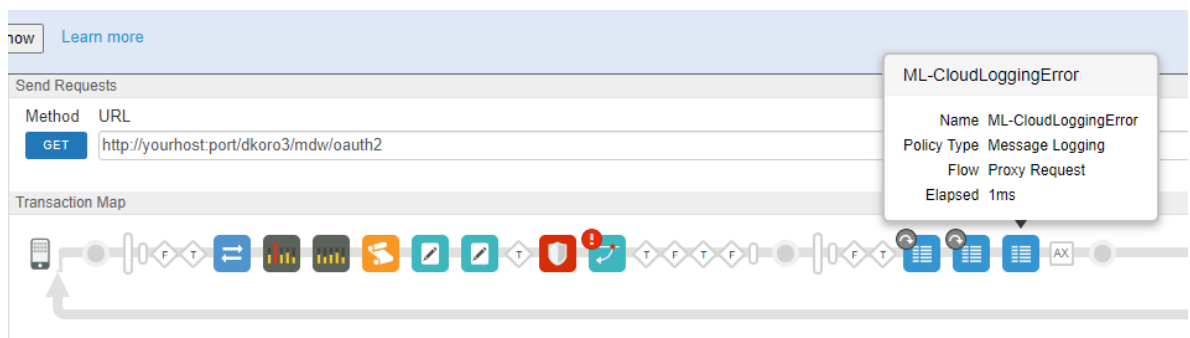 now Learn more
Send Requests
Method URL
GET http://yourhost:port/dkoro3/mdw/oauth2
ML-CloudLoggingError
Name ML-CloudLoggingError
Policy Type Message Logging
Flow Proxy Request
Elapsed 1ms
Transaction Map
F T T T F T F F T AX